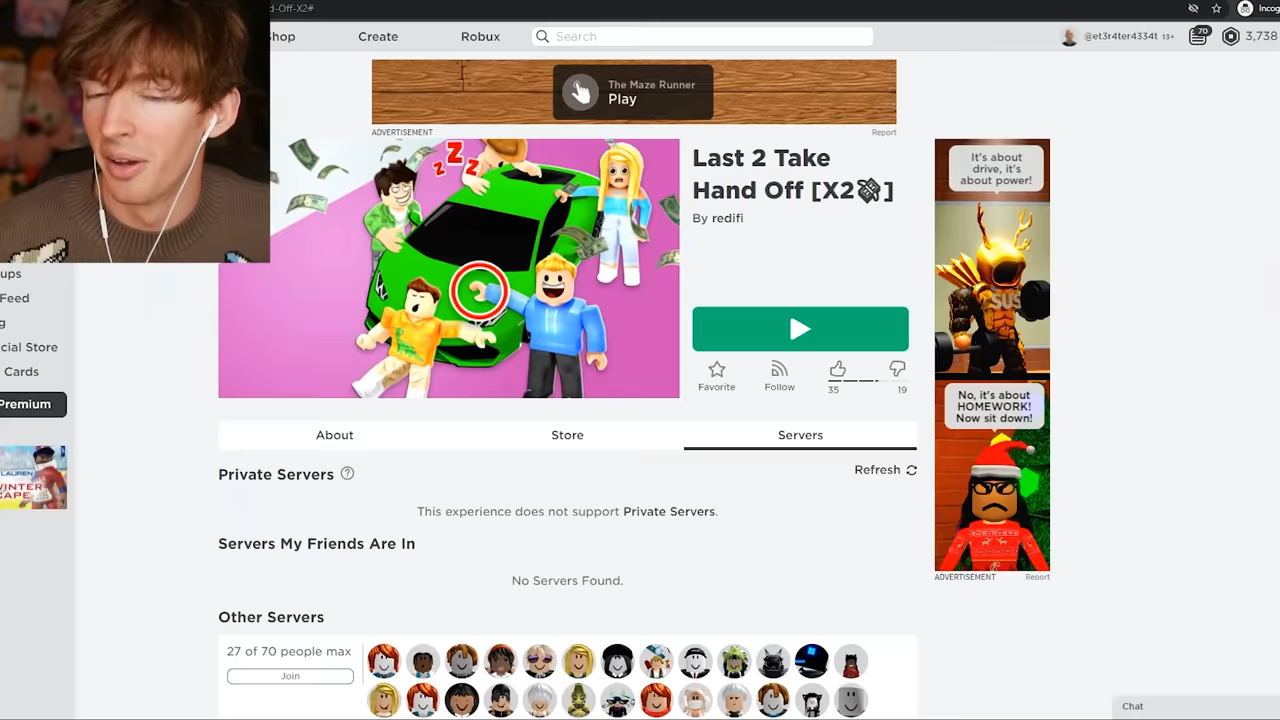 d-Off-X2#
Incog
Shop
Create
Robux
Search
@et3r4ter4334t 13+
70
3,738
The Maze Runner
Play
ADVERTISEMENT
Report
Z Z Z
Last 2 Take
Hand Off [X2💸]
By redifi
Favorite
Follow
35
19
It's about
drive, it's
about power!
SUS
No, it's about
HOMEWORK!
Now sit down!
ADVERTISEMENT
Report
ups
Feed
g
cial Store
Cards
Premium
LAUREN
WINTER
CAPE
About
Store
Servers
Private Servers
Refresh
This experience does not support Private Servers.
Servers My Friends Are In
No Servers Found.
Other Servers
27 of 70 people max
Join
Chat